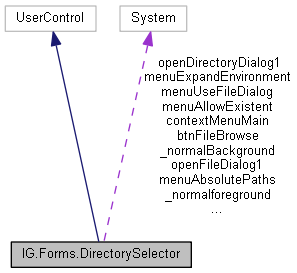 UserControl
System
openDirectoryDialog1
menuExpandEnvironment
menuUseFileDialog
menuAllowExistent
contextMenuMain
btnFileBrowse
_normalBackground
openFileDialog1
menuAbsolutePaths
_normalforeground
...
IG.Forms.DirectorySelector